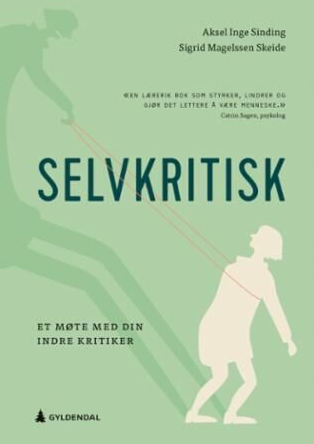 Aksel Inge Sinding
Sigrid Magelssen Skeide
«EN LÆRERIK BOK SOM STYRKER, LINDRER OG
GJØR DET LETTERE Å VÆRE MENNESKE.»
Catrin Sagen, psykolog
SELVKRITISK
ET MØTE MED DIN
INDRE KRITIKER
GYLDENDAL